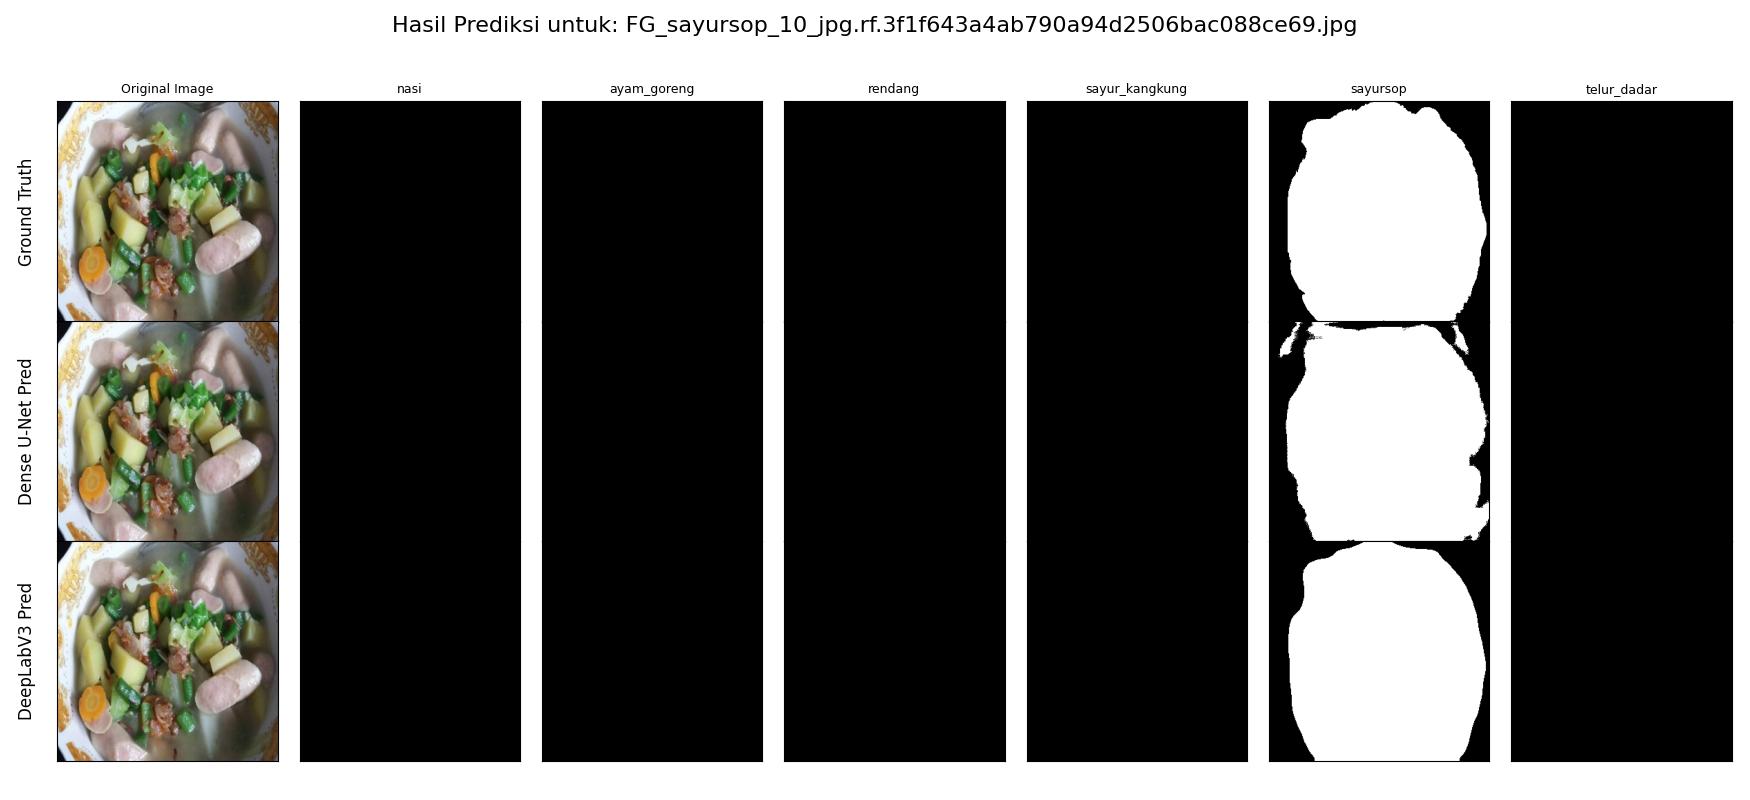 Hasil Prediksi untuk: FG_sayursop_10_jpg.rf.3f1f643a4ab790a94d2506bac088ce69.jpg
Original Image nasi ayam_goreng rendang sayur_kangkung sayursop telur_dadar
Ground Truth
Dense U-Net Pred
DeepLabV3 Pred